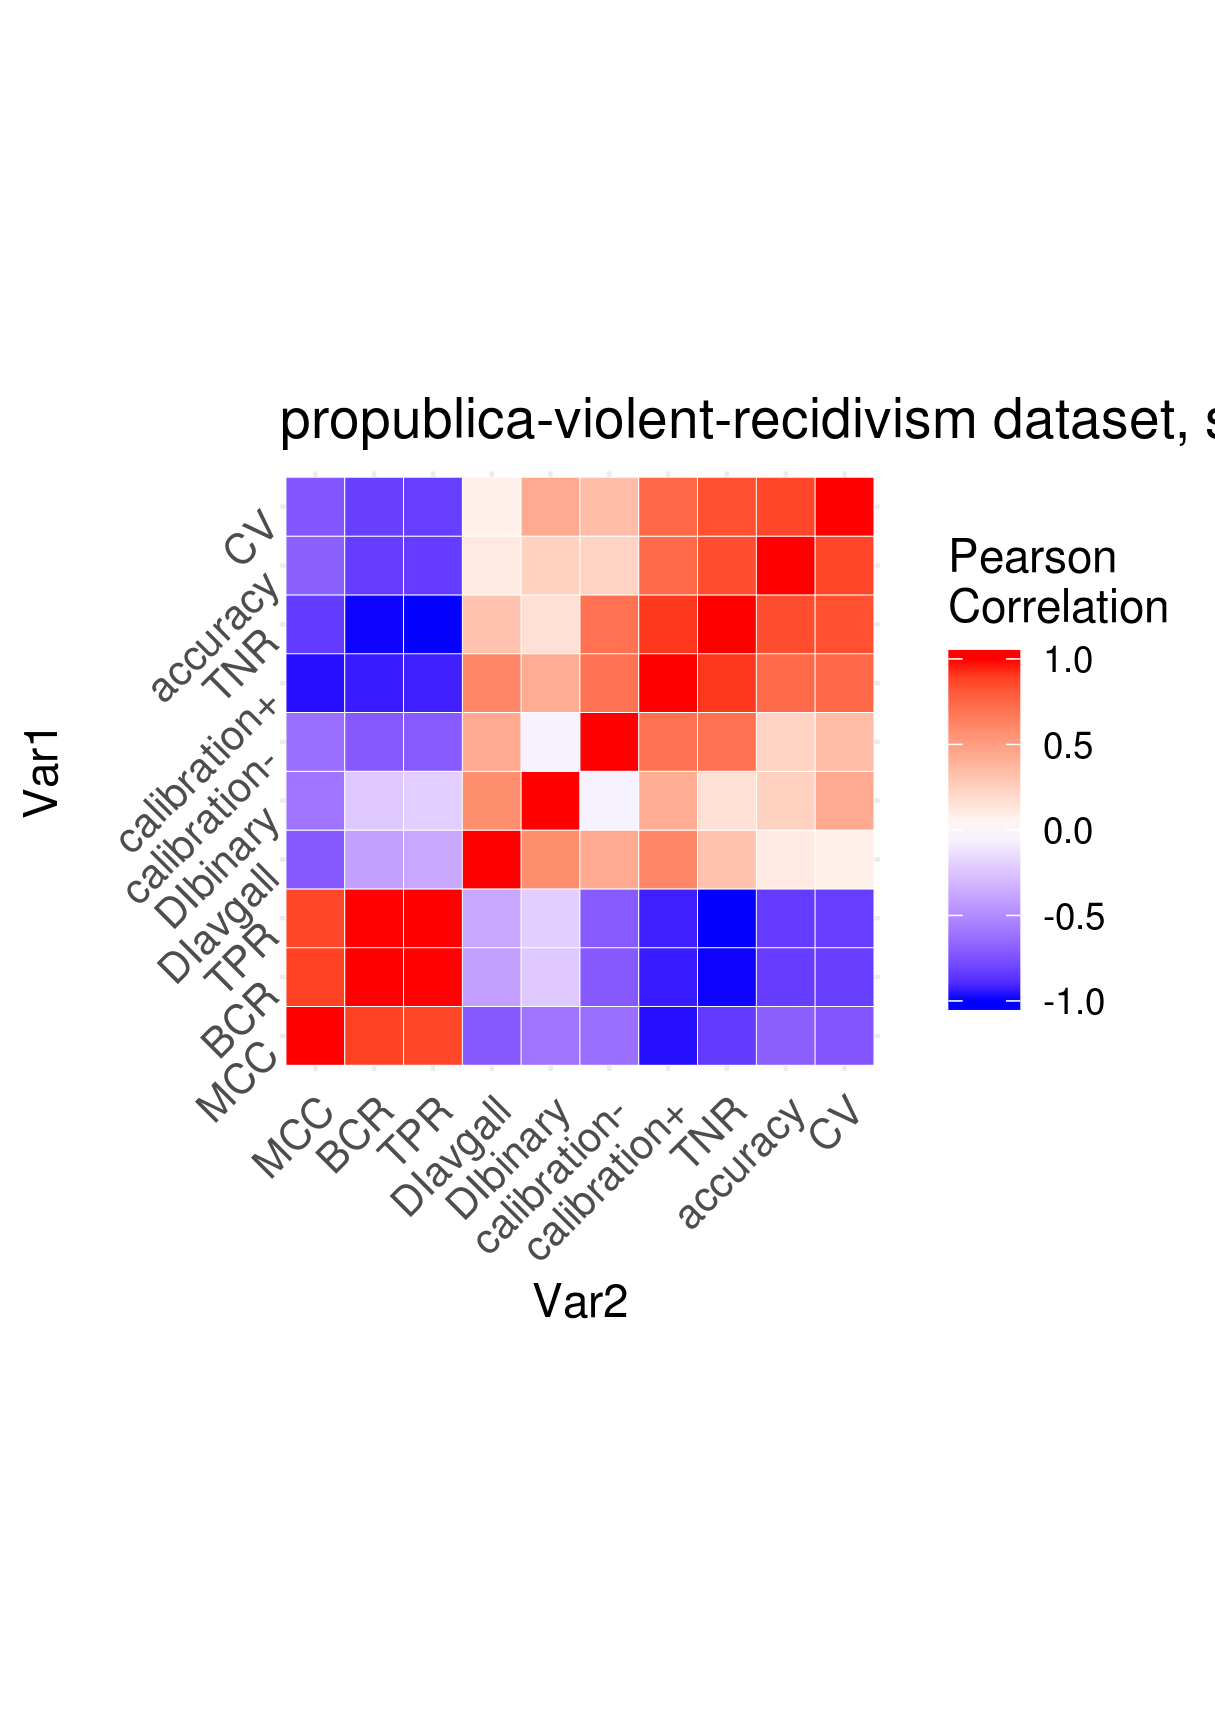 propublica-violent-recidivism dataset, s
CV
accuracy
TNR
calibration+
calibration-
DIbinary
DIavgall
TPR
BCR
MCC
Var1
MCC
BCR
TPR
DIavgall
DIbinary
calibration-
calibration+
TNR
accuracy
CV
Var2
Pearson
Correlation
1.0
0.5
0.0
-0.5
-1.0